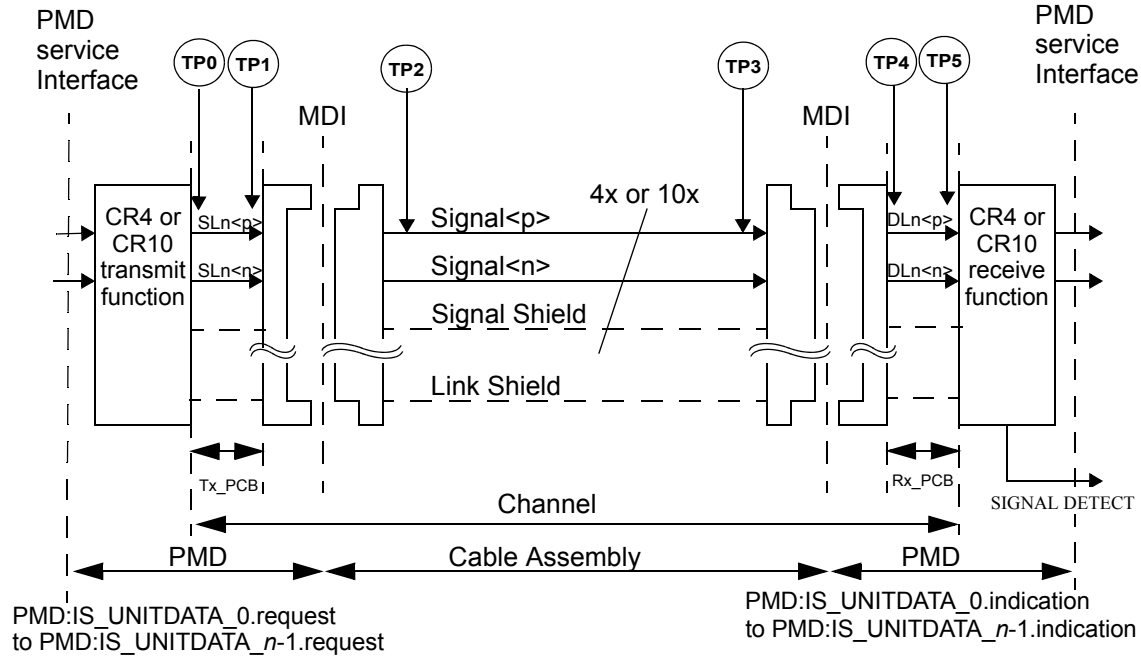 PMD
service
Interface
PMD
service
Interface
TP0
TP1
TP2
TP3
TP4
TP5
MDI
MDI
4x or 10x
CR4 or
CR10
transmit
function
SLn<p>
SLn<n>
Signal<p>
Signal<n>
Signal Shield
Link Shield
DLn<p>
DLn<n>
CR4 or
CR10
receive
function
Tx_PCB
Rx_PCB
SIGNAL DETECT
Channel
PMD
Cable Assembly
PMD
PMD:IS_UNITDATA_0.request
to PMD:IS_UNITDATA_n-1.request
PMD:IS_UNITDATA_0.indication
to PMD:IS_UNITDATA_n-1.indication